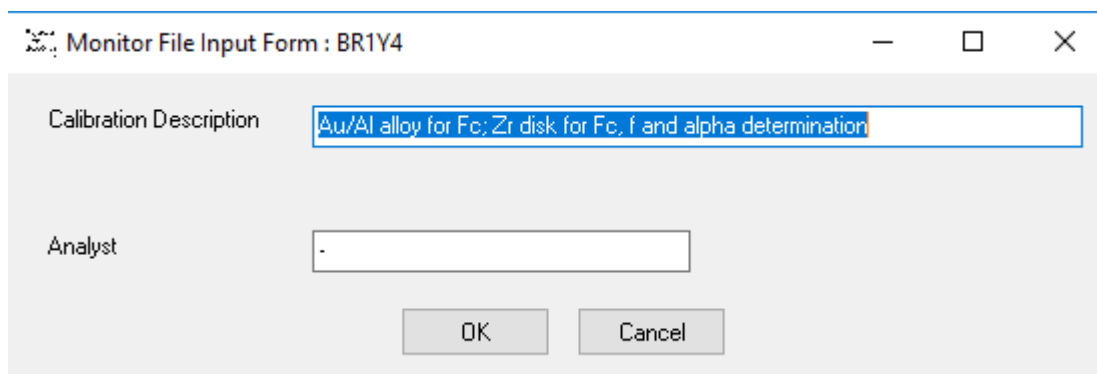 Monitor File Input Form : BR1Y4
Calibration Description
Au/Al alloy for Fc; Zr disk for Fc, f and alpha determination
Analyst
-
OK
Cancel